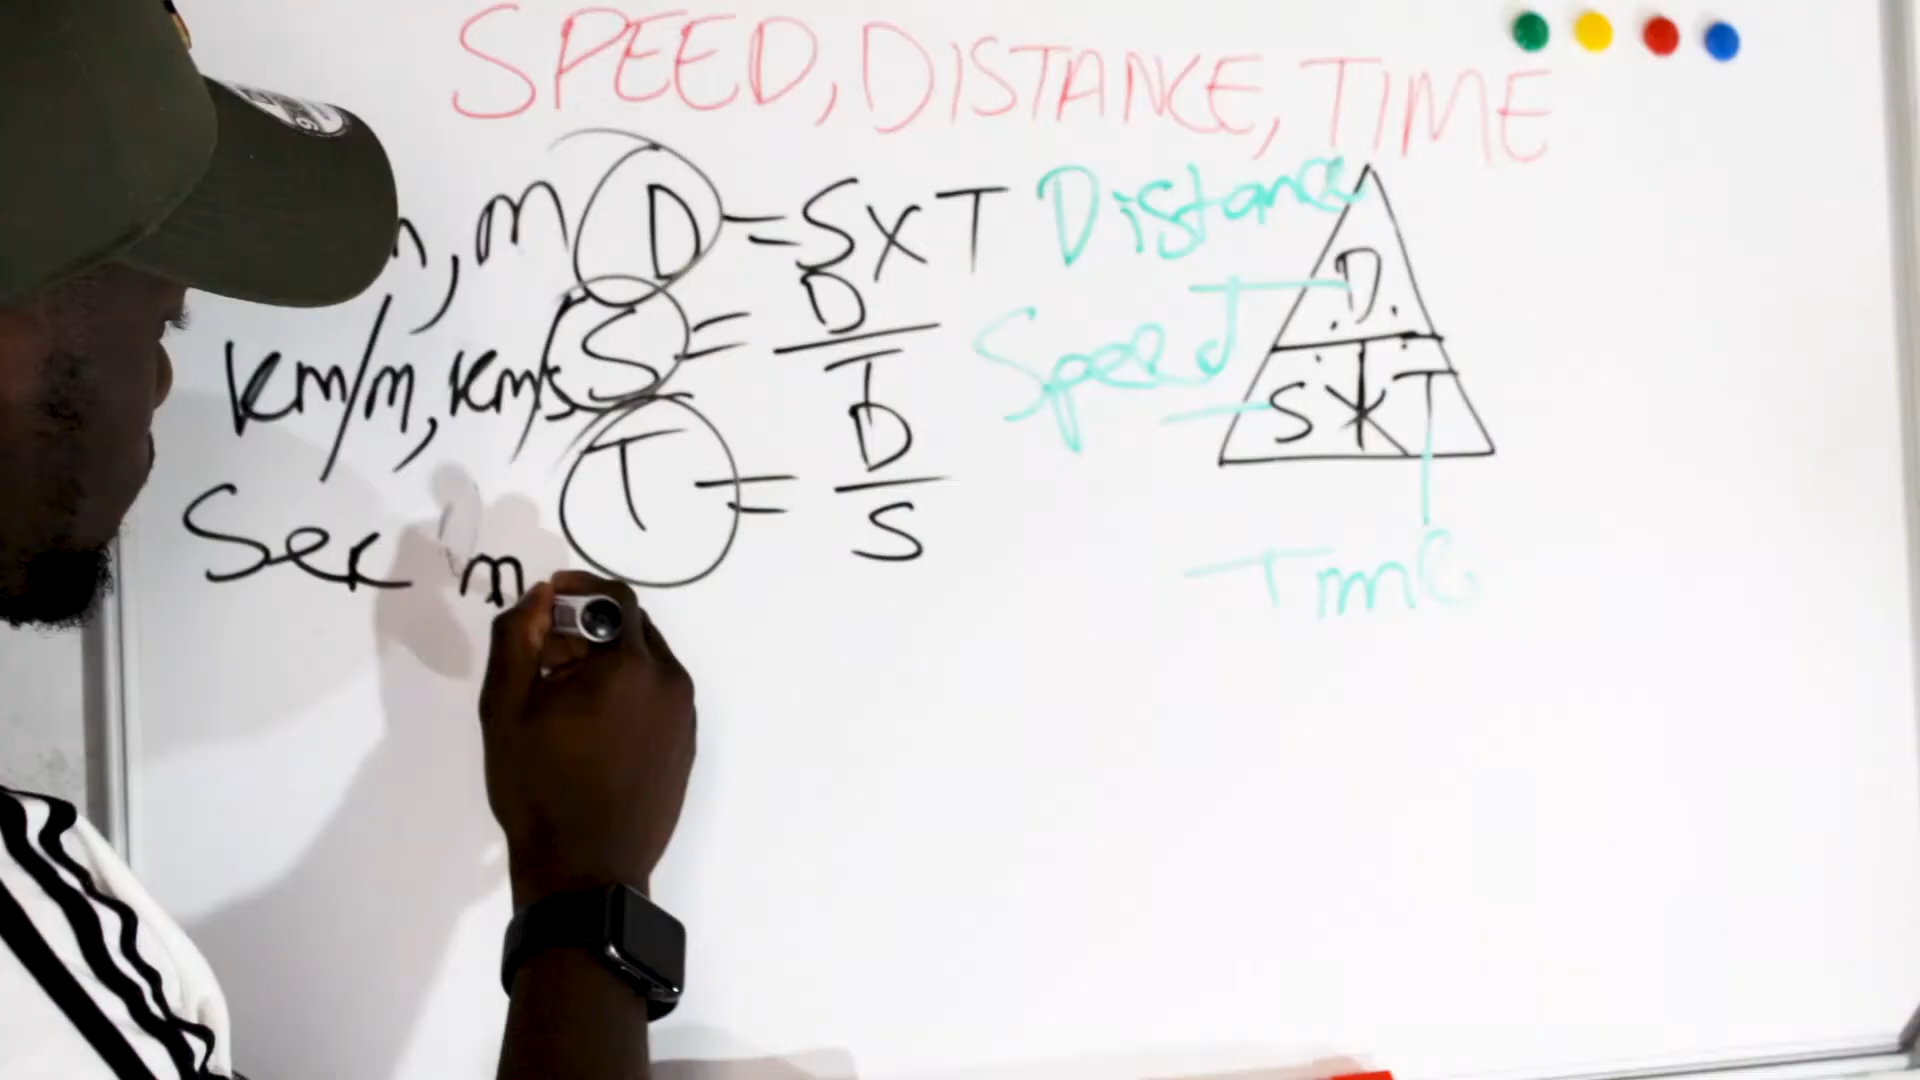 SPEED, DISTANCE, TIME
m D = S X T
km/m, km/s S = D/T
Sec m T = D/S
Distance
Speed
D
S X T
Time